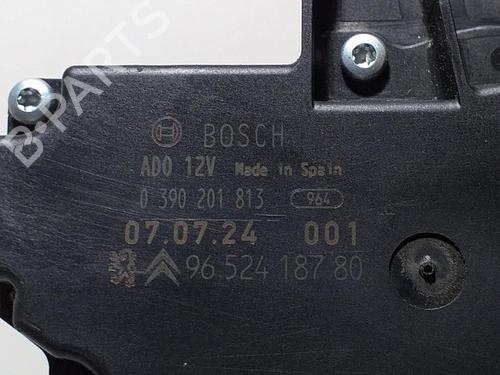 B-PARTS
BOSCH
AD0 12V Made in Spain
0 390 201 813 964
07.07.24 001
96 524 187 80